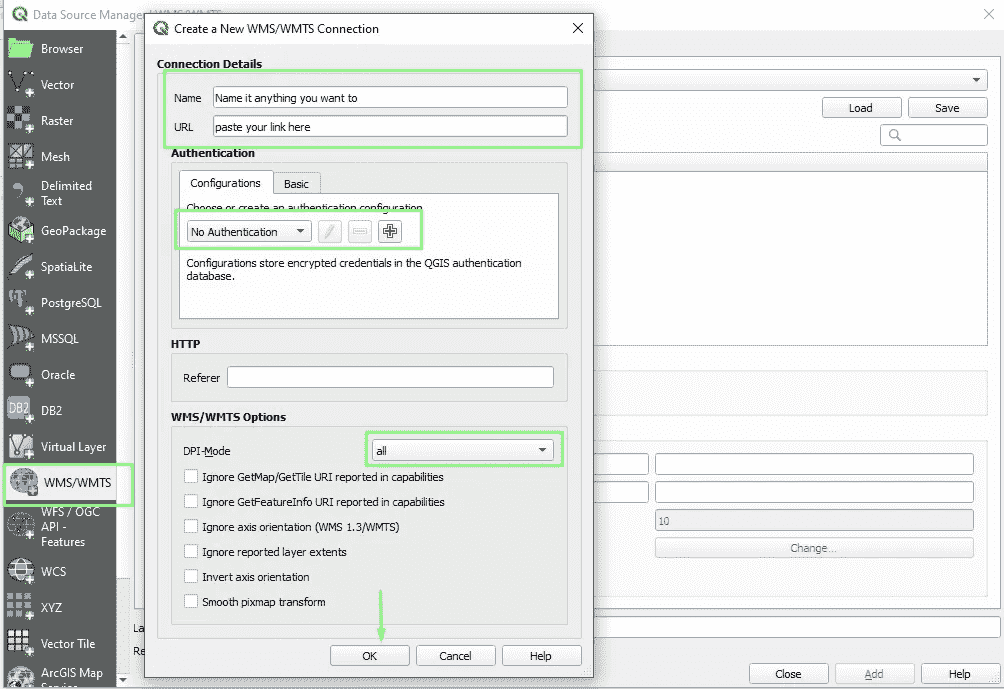 Data Source Manager
Create a New WMS/WMTS Connection
Browser
Vector
Raster
Mesh
Delimited
Text
GeoPackage
SpatiaLite
PostgreSQL
MSSQL
Oracle
DB2
DB2
Virtual Layer
WMS/WMTS
WFS / OGC
API -
Features
WCS
XYZ
Vector Tile
ArcGIS Map
Service
Connection Details
Name
Name it anything you want to
URL
paste your link here
Authentication
Configurations
Basic
Choose or create an authentication configuration
No Authentication
Configurations store encrypted credentials in the QGIS authentication
database.
HTTP
Referer
WMS/WMTS Options
DPI-Mode
all
Ignore GetMap/GetTile URI reported in capabilities
Ignore GetFeatureInfo URI reported in capabilities
Ignore axis orientation (WMS 1.3/WMTS)
Ignore reported layer extents
Invert axis orientation
Smooth pixmap transform
OK
Cancel
Help
Load
Save
10
Change...
La
Re
Close
Add
Help